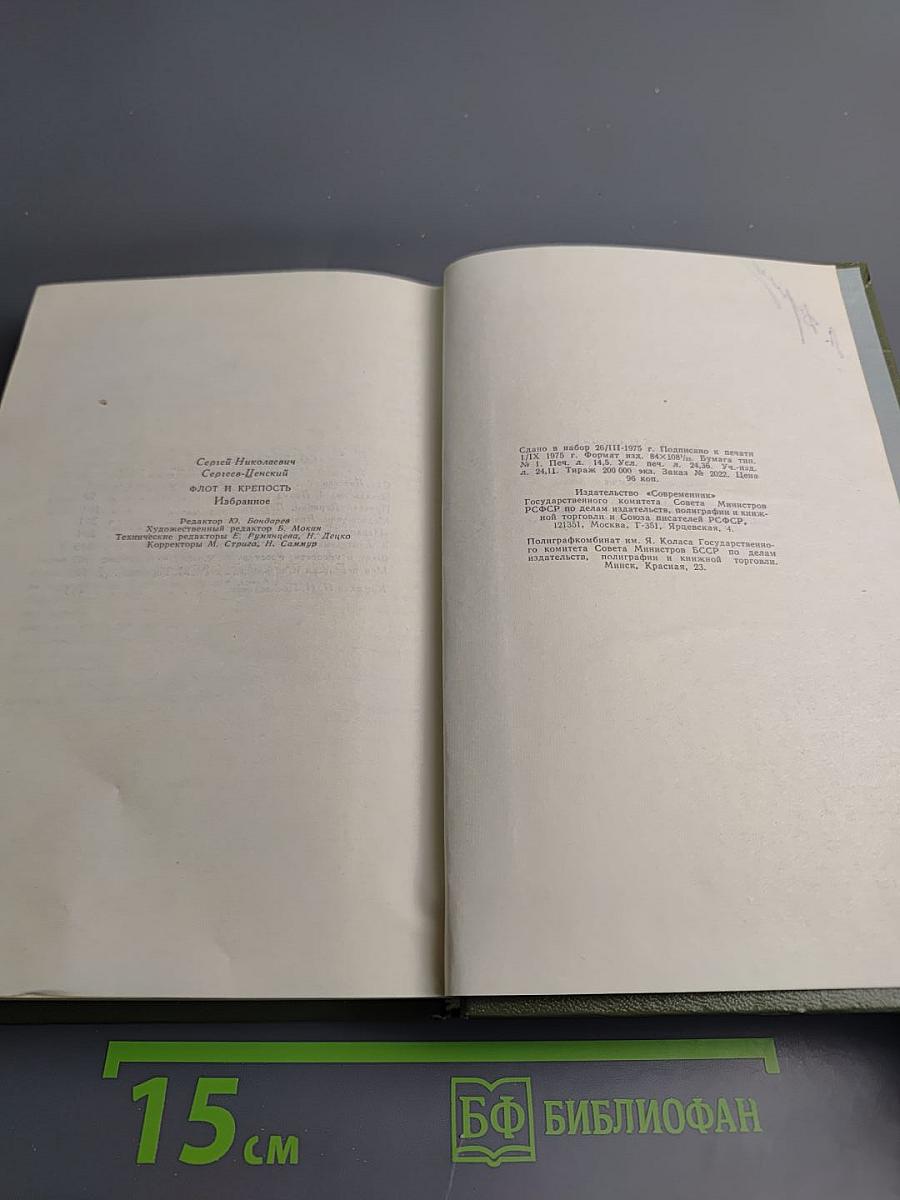 Сергей Николаевич
Сергеев-Ценский
ФЛОТ И КРЕПОСТЬ
Избранное
Редактор Ю. Бондарев
Художественный редактор Б. Мокин
Технические редакторы Е. Румянцева, Н. Децко
Корректоры М. Стрига, Н. Саммур
Сдано в набор 26/III-1975 г. Подписано к печати
1/IX 1975 г. Формат изд. 84×108¹/₃₂. Бумага тип.
№ 1. Печ. л. 14,5. Усл. печ. л. 24,36. Уч.-изд.
л. 24,11. Тираж 200 000 экз. Заказ № 2022. Цена
96 коп.
Издательство «Современник»
Государственного комитета Совета Министров
РСФСР по делам издательств, полиграфии и книж-
ной торговли и Союза писателей РСФСР.
121351, Москва, Г-351, Ярцевская, 4.
Полиграфкомбинат им. Я. Коласа Государственно-
го комитета Совета Министров БССР по делам
издательств, полиграфии и книжной торговли.
Минск, Красная, 23.
15 см
БФ БИБЛИОФАН